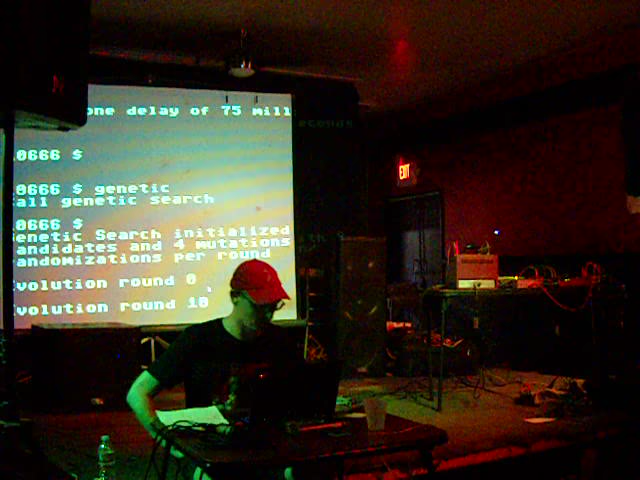 one delay of 75 mill
econds
0666 $
0666 $ genetic
all genetic search
0666 $
enetic Search initialized
andidates and 4 mutations
andomizations per round
volution round 0
volution round 10
EXIT